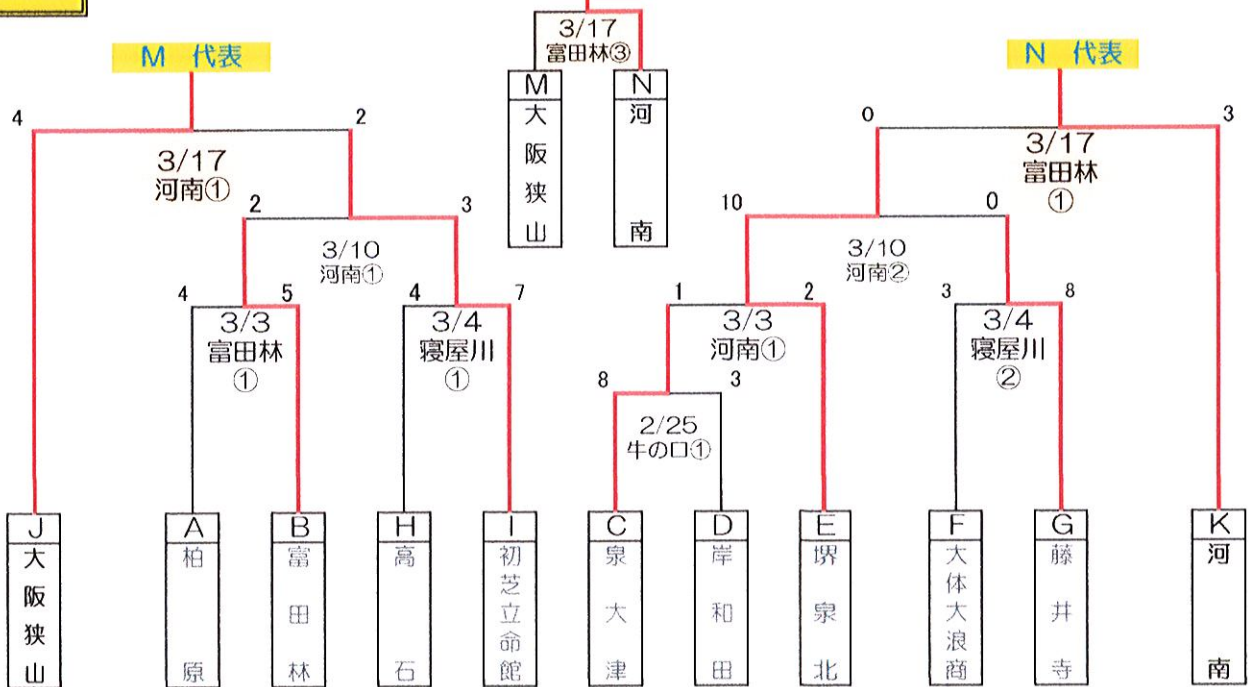 3/17
富田林③
M 代表
N 代表
M
N
大阪狭山
河南
4
2
0
3
3/17
河南①
3/17
富田林
①
2
3
10
0
3/10
河南①
3/10
河南②
4
5
4
7
1
2
3
8
3/3
富田林
①
3/4
寝屋川
①
3/3
河南①
3/4
寝屋川
②
8
3
2/25
牛の口①
J
A
B
H
I
C
D
E
F
G
K
大阪狭山
柏原
富田林
高石
初芝立命館
泉大津
岸和田
堺泉北
大体大浪商
藤井寺
河南